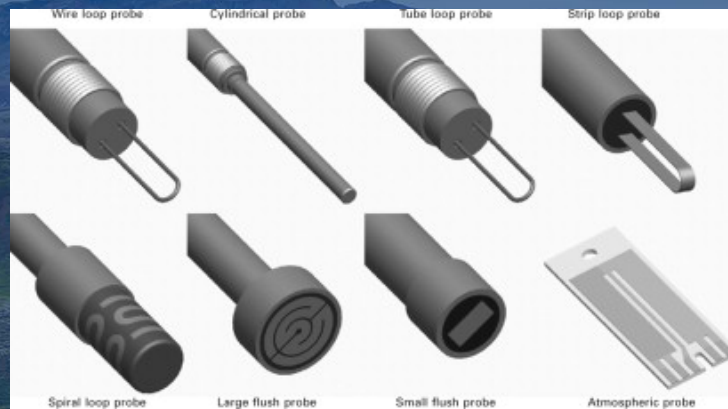 Wire loop probe
Cylindrical probe
Tube loop probe
Strip loop probe
Spiral loop probe
Large flush probe
Small flush probe
Atmospheric probe